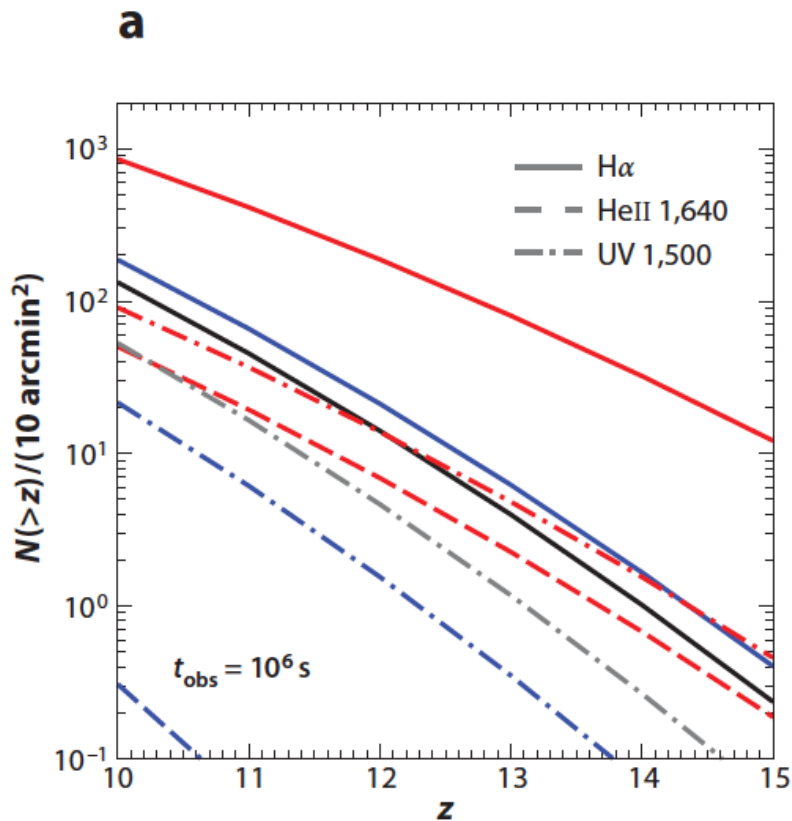 a
10³
10²
10¹
10⁰
10⁻¹
N(>z)/(10 arcmin²)
Hα
HeII 1,640
UV 1,500
t_obs = 10⁶ s
10 11 12 13 14 15
z